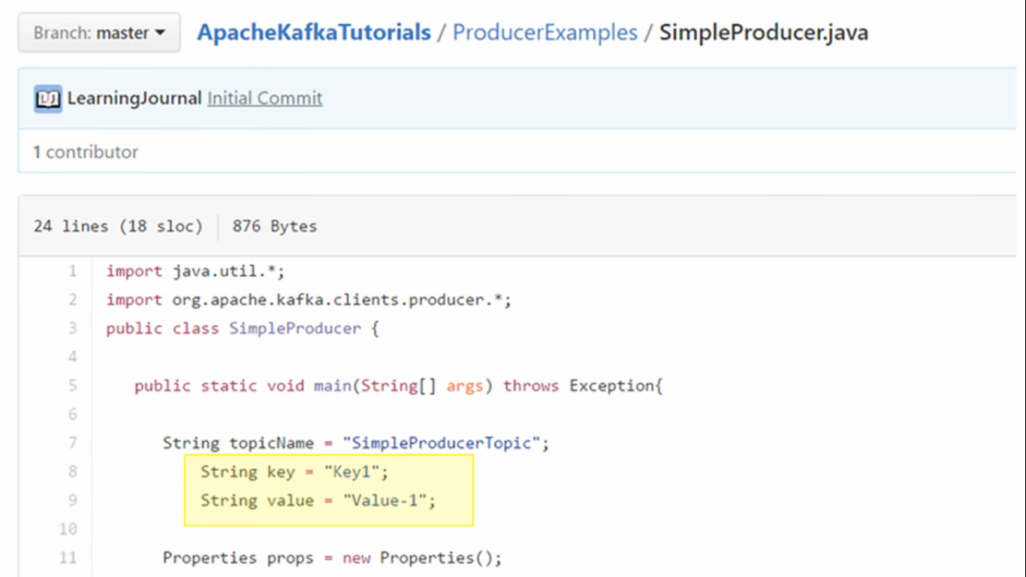 Branch: master
ApacheKafkaTutorials / ProducerExamples / SimpleProducer.java
LearningJournal Initial Commit
1 contributor
24 lines (18 sloc) 876 Bytes
1 import java.util.*;
2 import org.apache.kafka.clients.producer.*;
3 public class SimpleProducer {
4
5 public static void main(String[] args) throws Exception{
6
7 String topicName = "SimpleProducerTopic";
8 String key = "Key1";
9 String value = "Value-1";
10
11 Properties props = new Properties();